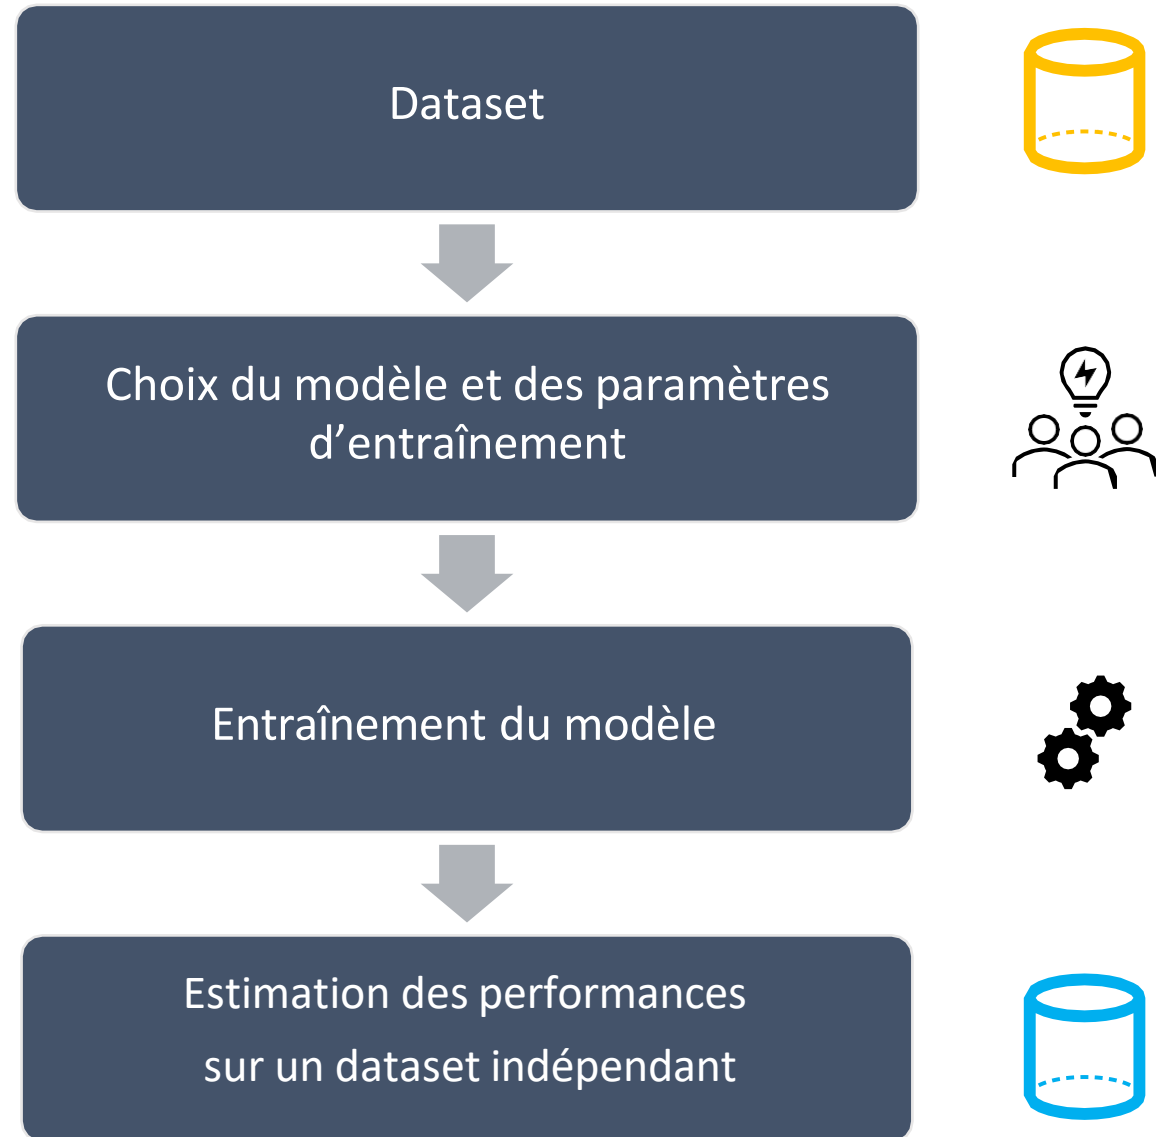 Dataset
Choix du modèle et des paramètres
d’entraînement
Entraînement du modèle
Estimation des performances
sur un dataset indépendant